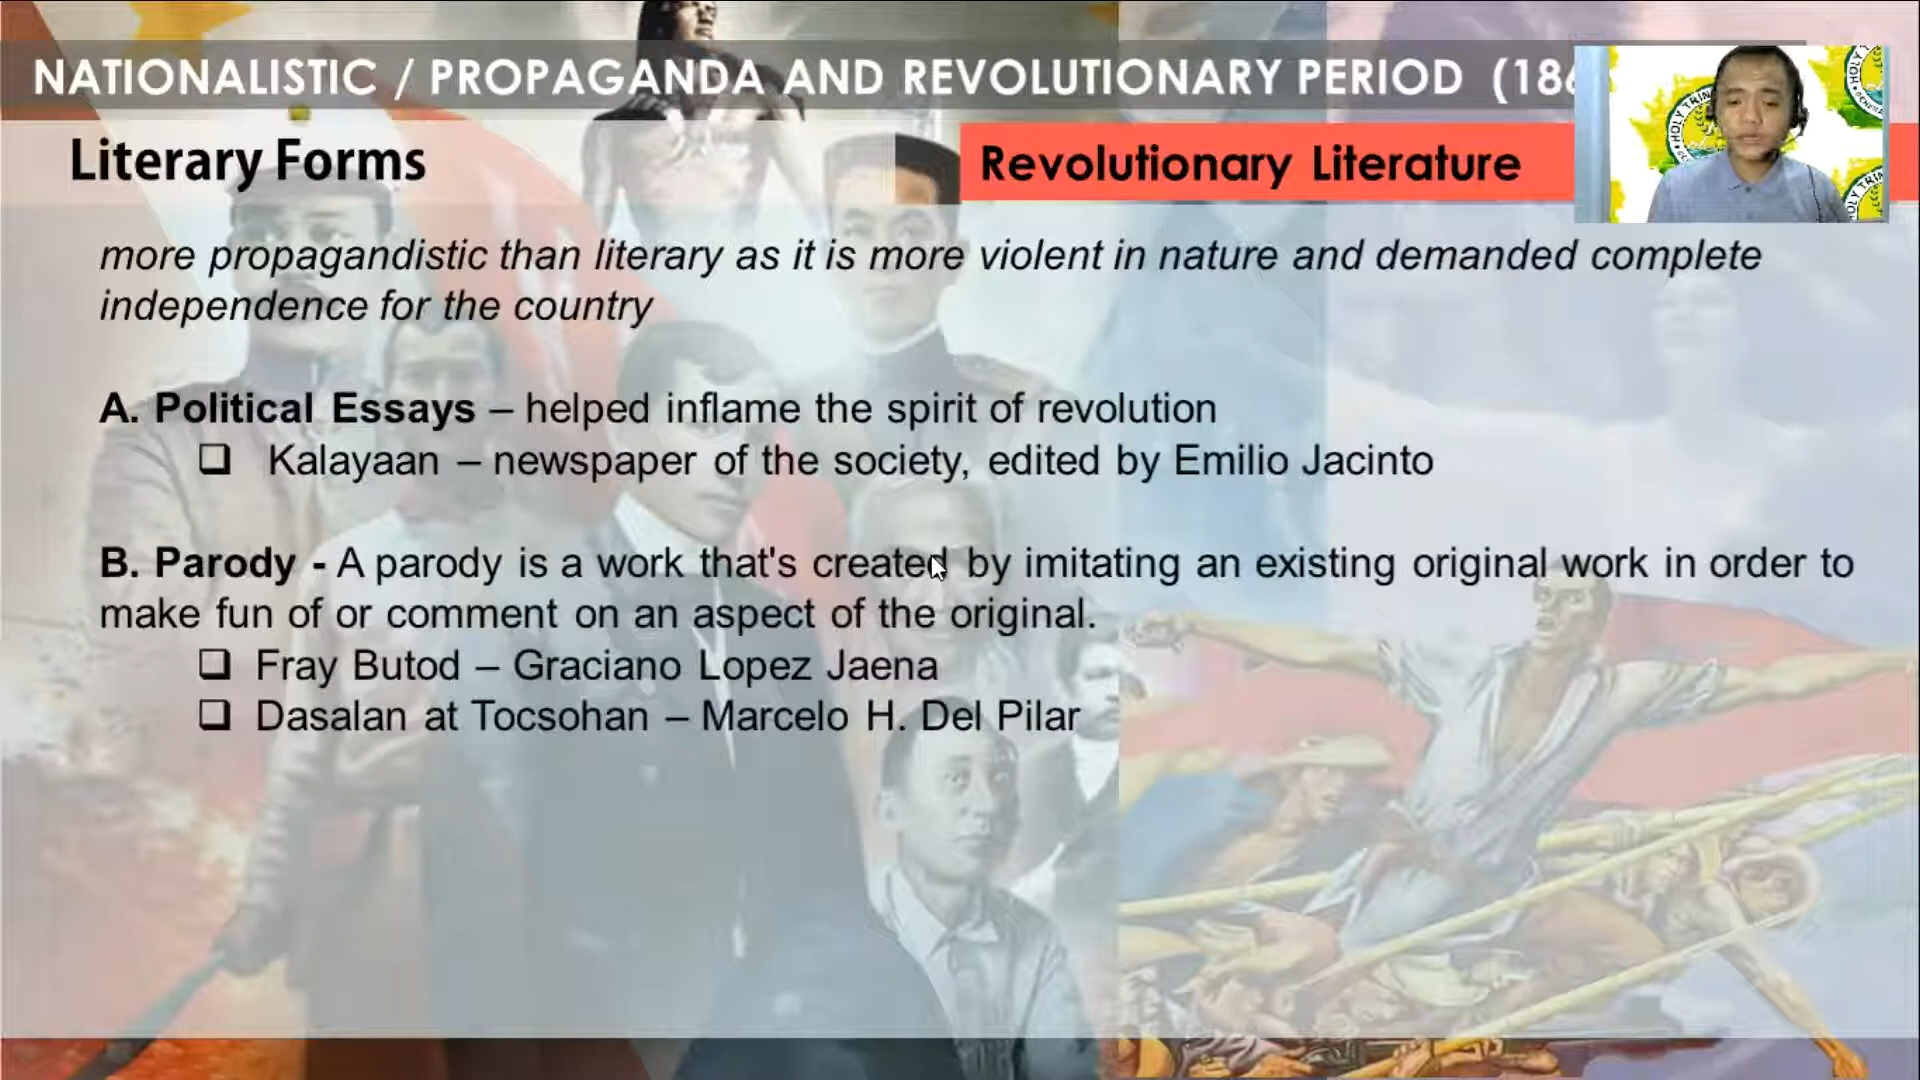 NATIONALISTIC / PROPAGANDA AND REVOLUTIONARY PERIOD (186
Literary Forms
Revolutionary Literature
more propagandistic than literary as it is more violent in nature and demanded complete
independence for the country
A. Political Essays – helped inflame the spirit of revolution
❑ Kalayaan – newspaper of the society, edited by Emilio Jacinto
B. Parody - A parody is a work that's created by imitating an existing original work in order to
make fun of or comment on an aspect of the original.
❑ Fray Butod – Graciano Lopez Jaena
❑ Dasalan at Tocsohan – Marcelo H. Del Pilar